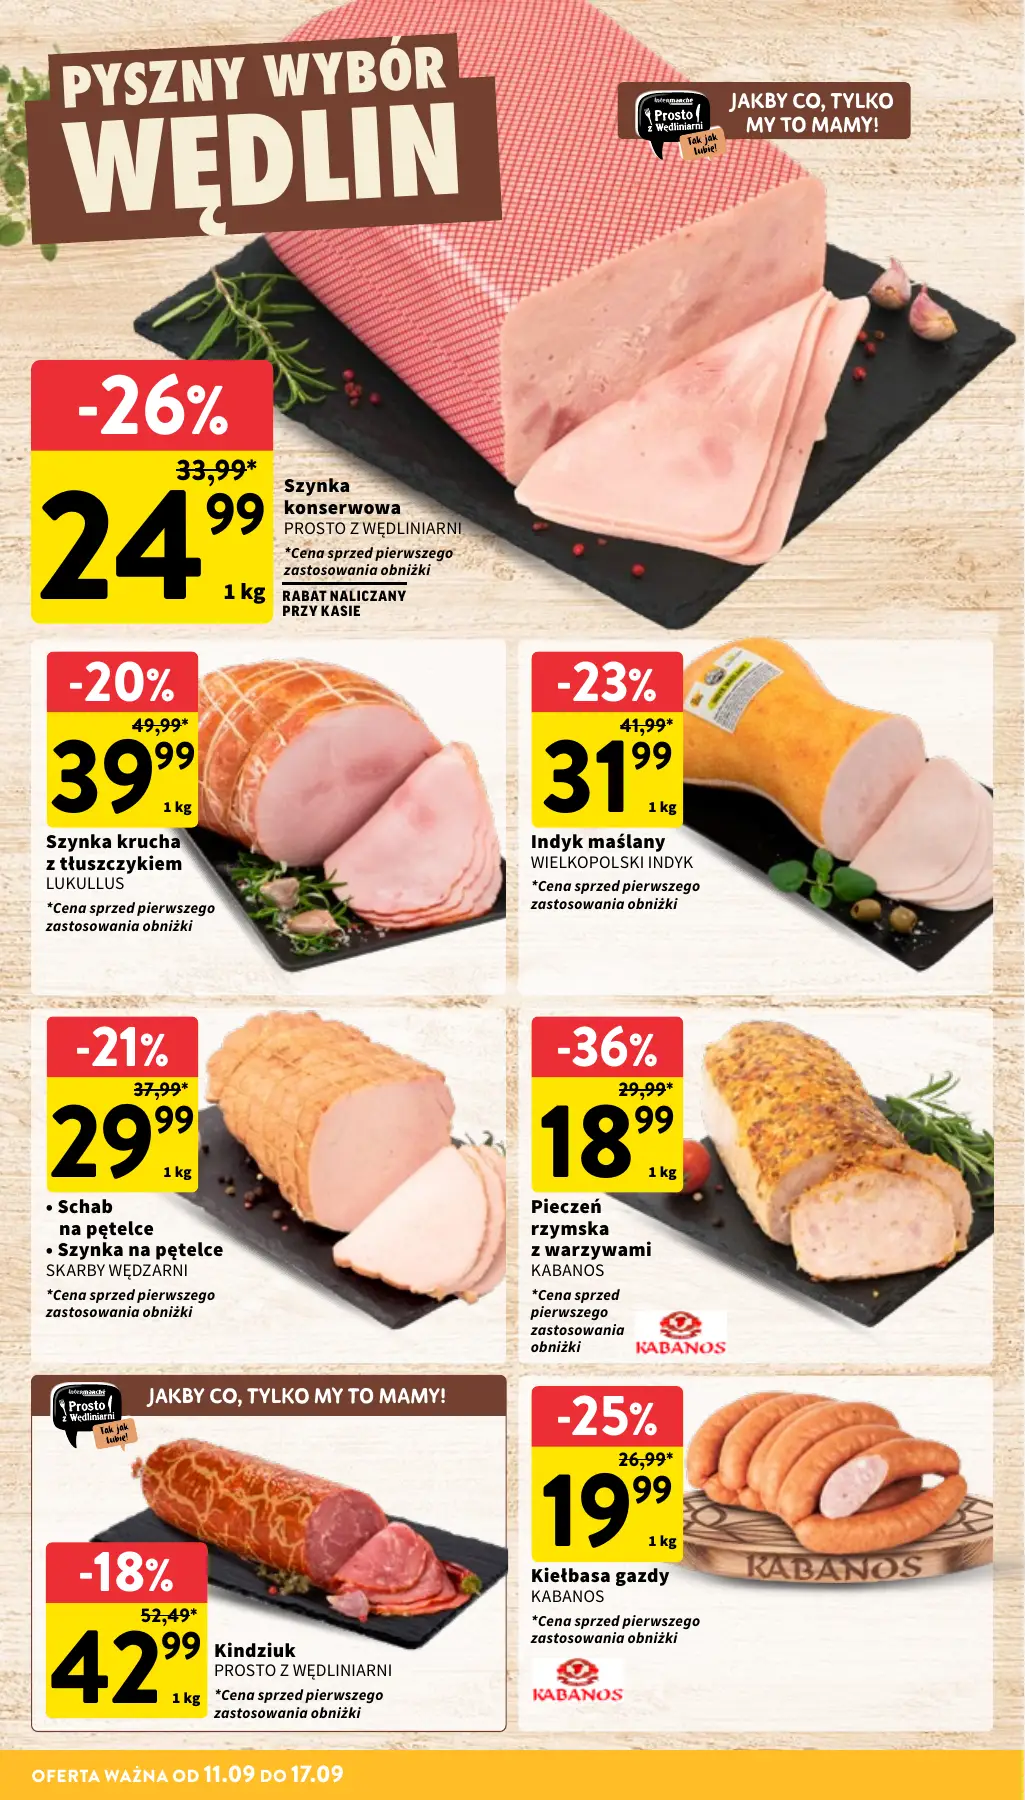 PYSZNY WYBÓR
WĘDLIN
Intermarché
Prosto
z Wędliniarni
Tak jak
lubię!
JAKBY CO, TYLKO
MY TO MAMY!
-26%
33,99*
24 99
1 kg
Szynka
konserwowa
PROSTO Z WĘDLINIARNI
*Cena sprzed pierwszego
zastosowania obniżki
RABAT NALICZANY
PRZY KASIE
-20%
49,99*
39 99
1 kg
Szynka krucha
z tłuszczykiem
LUKULLUS
*Cena sprzed pierwszego
zastosowania obniżki
-23%
41,99*
31 99
1 kg
Indyk maślany
WIELKOPOLSKI INDYK
*Cena sprzed pierwszego
zastosowania obniżki
-21%
37,99*
29 99
1 kg
• Schab
na pętelce
• Szynka na pętelce
SKARBY WĘDZARNI
*Cena sprzed pierwszego
zastosowania obniżki
-36%
29,99*
18 99
1 kg
Pieczeń
rzymska
z warzywami
KABANOS
*Cena sprzed
pierwszego
zastosowania
obniżki
KABANOS
Intermarché
Prosto
z Wędliniarni
Tak jak
lubię!
JAKBY CO, TYLKO MY TO MAMY!
-18%
52,49*
42 99
1 kg
Kindziuk
PROSTO Z WĘDLINIARNI
*Cena sprzed pierwszego
zastosowania obniżki
-25%
26,99*
19 99
1 kg
KABANOS
Kiełbasa gazdy
KABANOS
*Cena sprzed pierwszego
zastosowania obniżki
KABANOS
OFERTA WAŻNA OD 11.09 DO 17.09